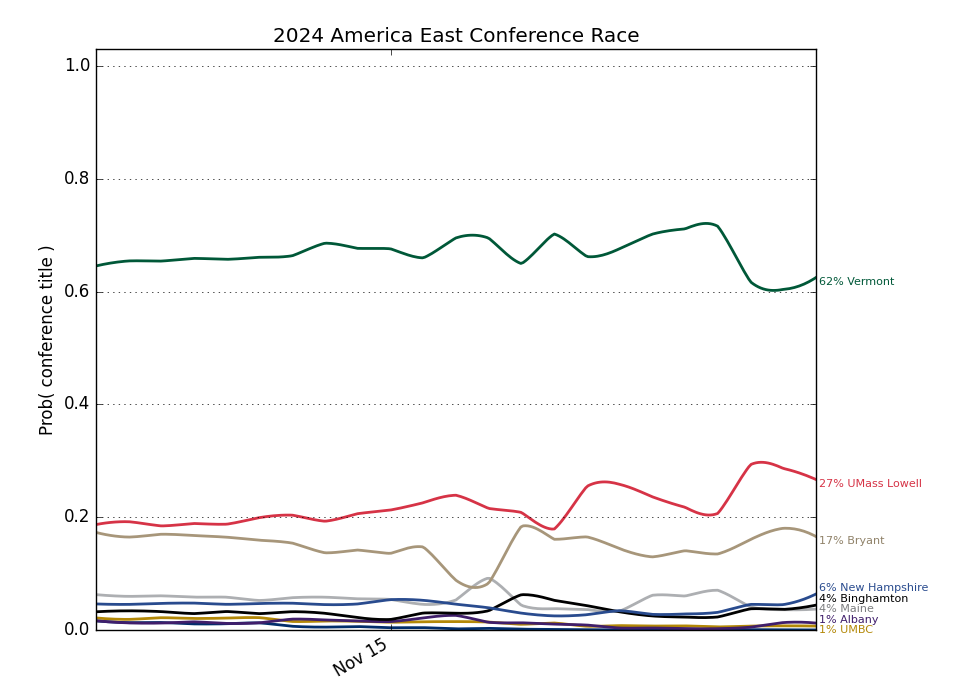 2024 America East Conference Race
1.0
0.8
0.6
0.4
0.2
0.0
Prob( conference title )
Nov 15
62% Vermont
27% UMass Lowell
17% Bryant
6% New Hampshire
4% Binghamton
4% Maine
1% Albany
1% UMBC